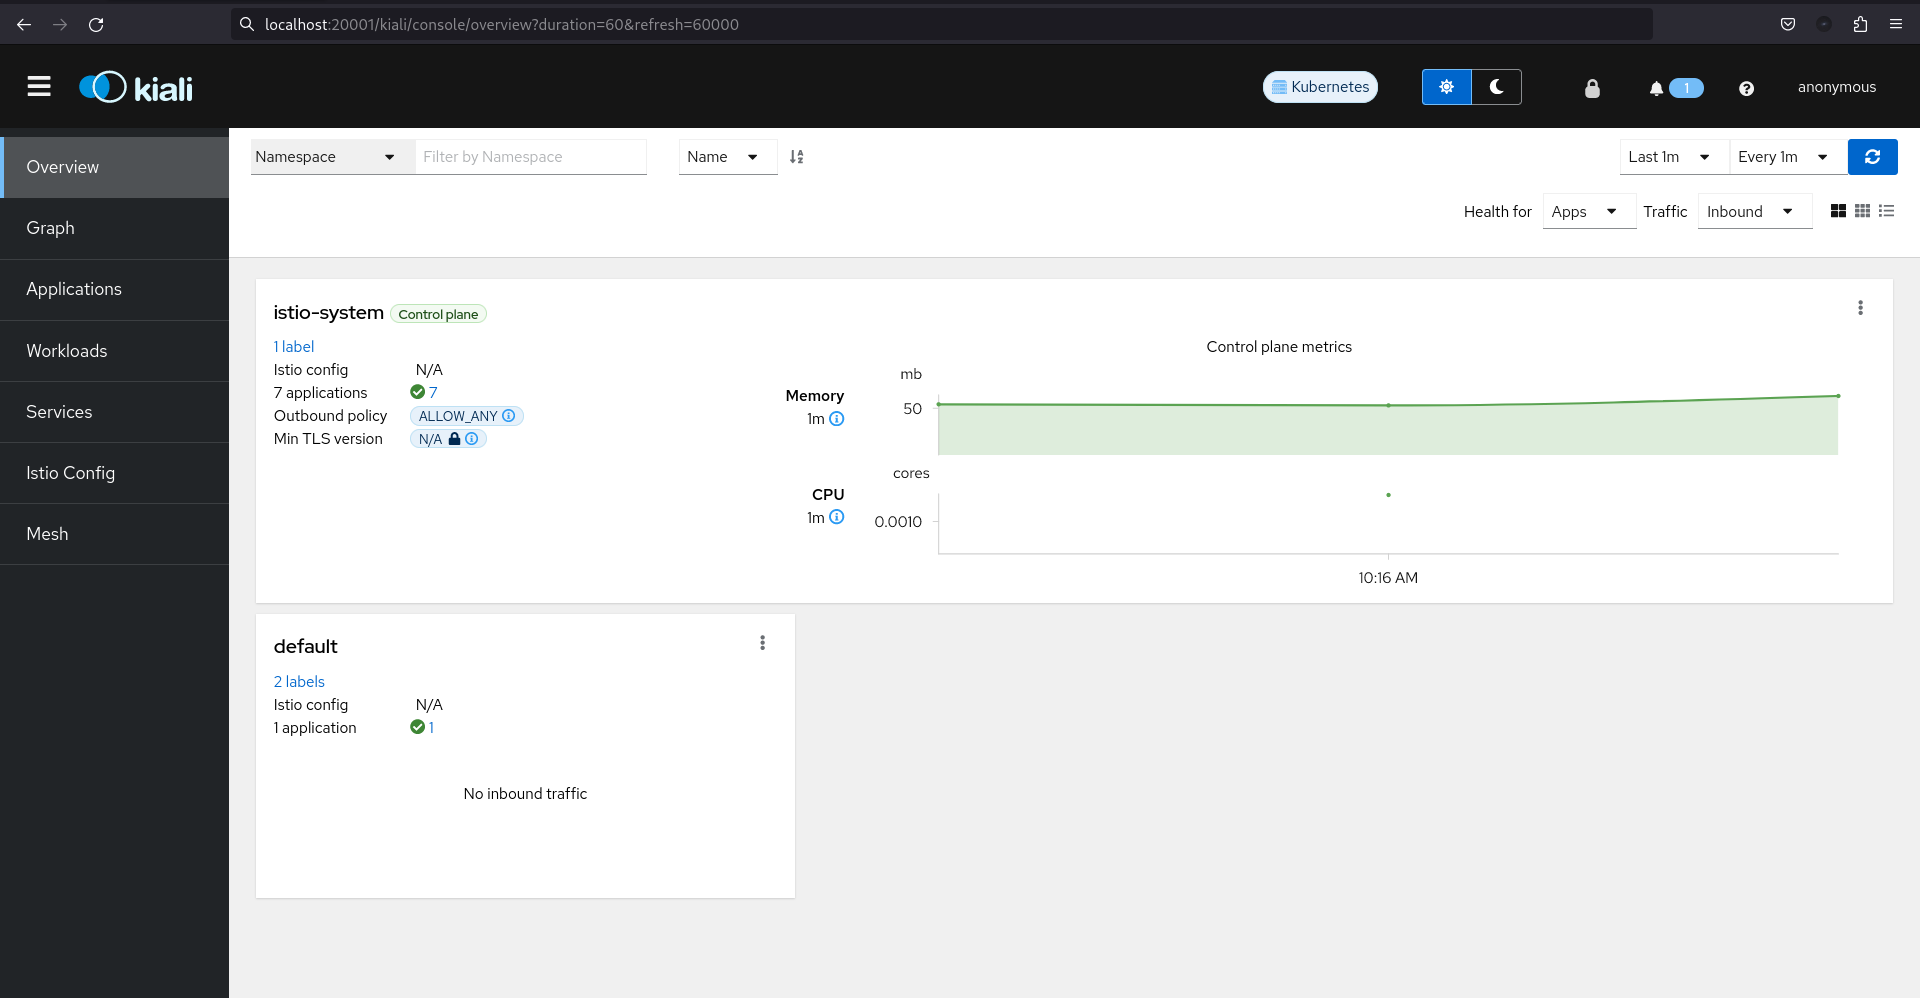 localhost:20001/kiali/console/overview?duration=60&refresh=60000
kiali
Kubernetes
1
anonymous
Overview
Graph
Applications
Workloads
Services
Istio Config
Mesh
Namespace
Filter by Namespace
Name
Last 1m
Every 1m
Health for
Apps
Traffic
Inbound
istio-system
Control plane
1 label
Istio config
N/A
7 applications
7
Outbound policy
ALLOW_ANY
Min TLS version
N/A
Control plane metrics
Memory
1m
mb
50
CPU
1m
cores
0.0010
10:16 AM
default
2 labels
Istio config
N/A
1 application
1
No inbound traffic